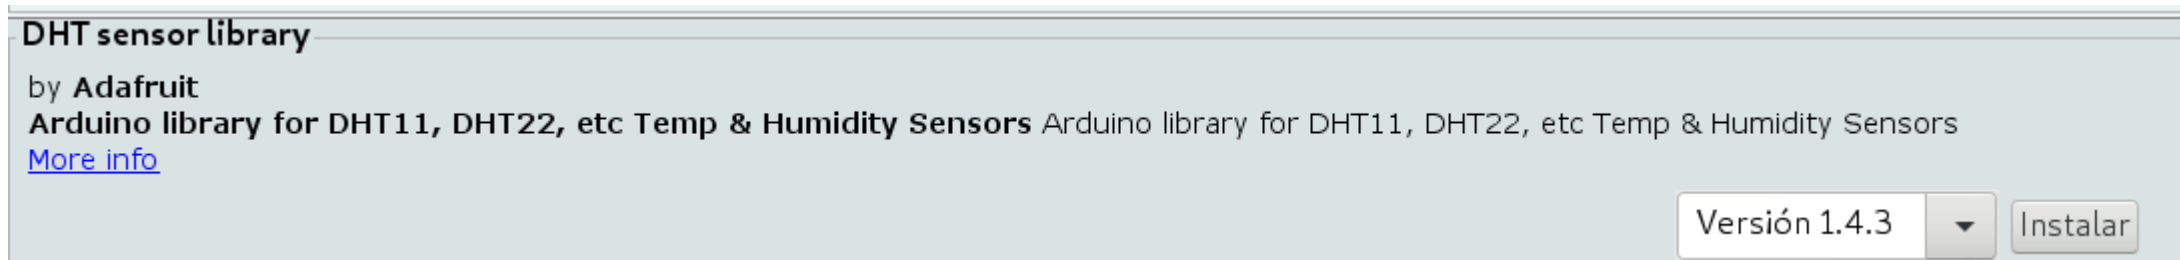 DHT sensor library
by Adafruit
Arduino library for DHT11, DHT22, etc Temp & Humidity Sensors Arduino library for DHT11, DHT22, etc Temp & Humidity Sensors
More info
Versión 1.4.3 Instalar